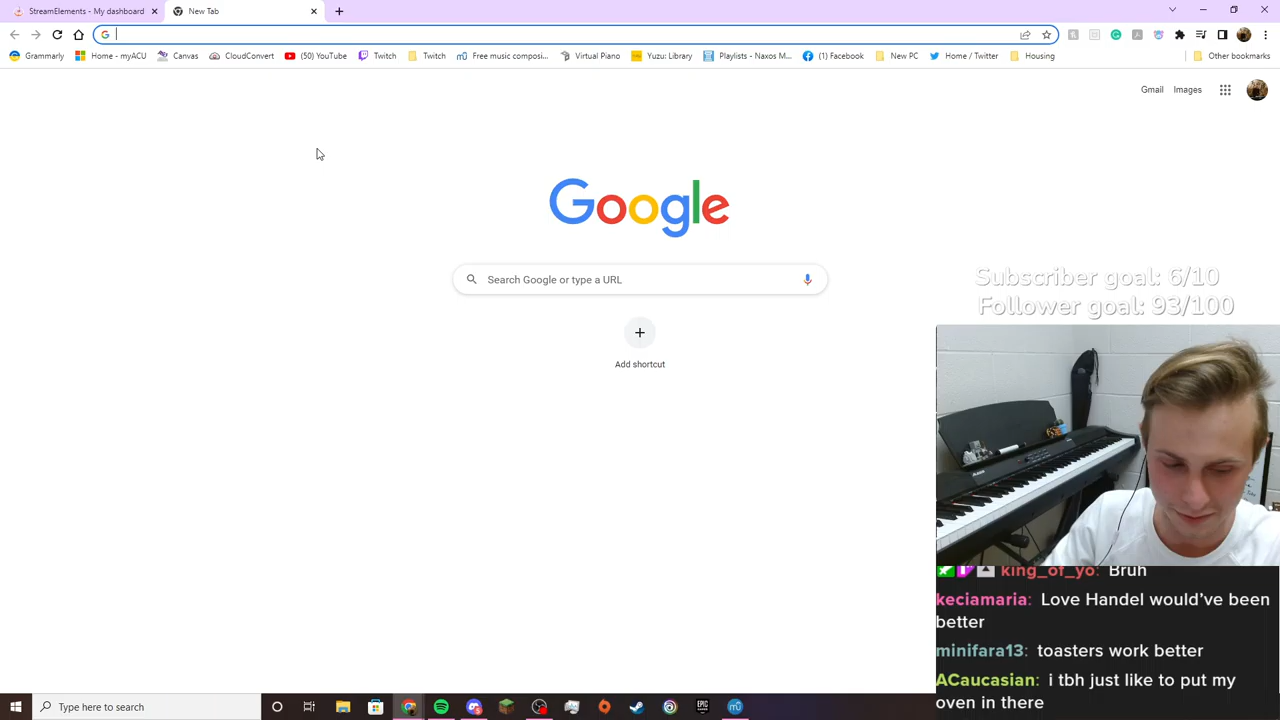 StreamElements - My dashboard
New Tab
Grammarly
Home - myACU
Canvas
CloudConvert
(50) YouTube
Twitch
Twitch
Free music composi...
Virtual Piano
Yuzu: Library
Playlists - Naxos M...
(1) Facebook
New PC
Home / Twitter
Housing
Other bookmarks
Gmail
Images
Google
Search Google or type a URL
Add shortcut
Subscriber goal: 6/10
Follower goal: 93/100
king_of_yo: Bruh
keciamaria: Love Handel would've been
better
minifara13: toasters work better
ACaucasian: i tbh just like to put my
oven in there
Type here to search